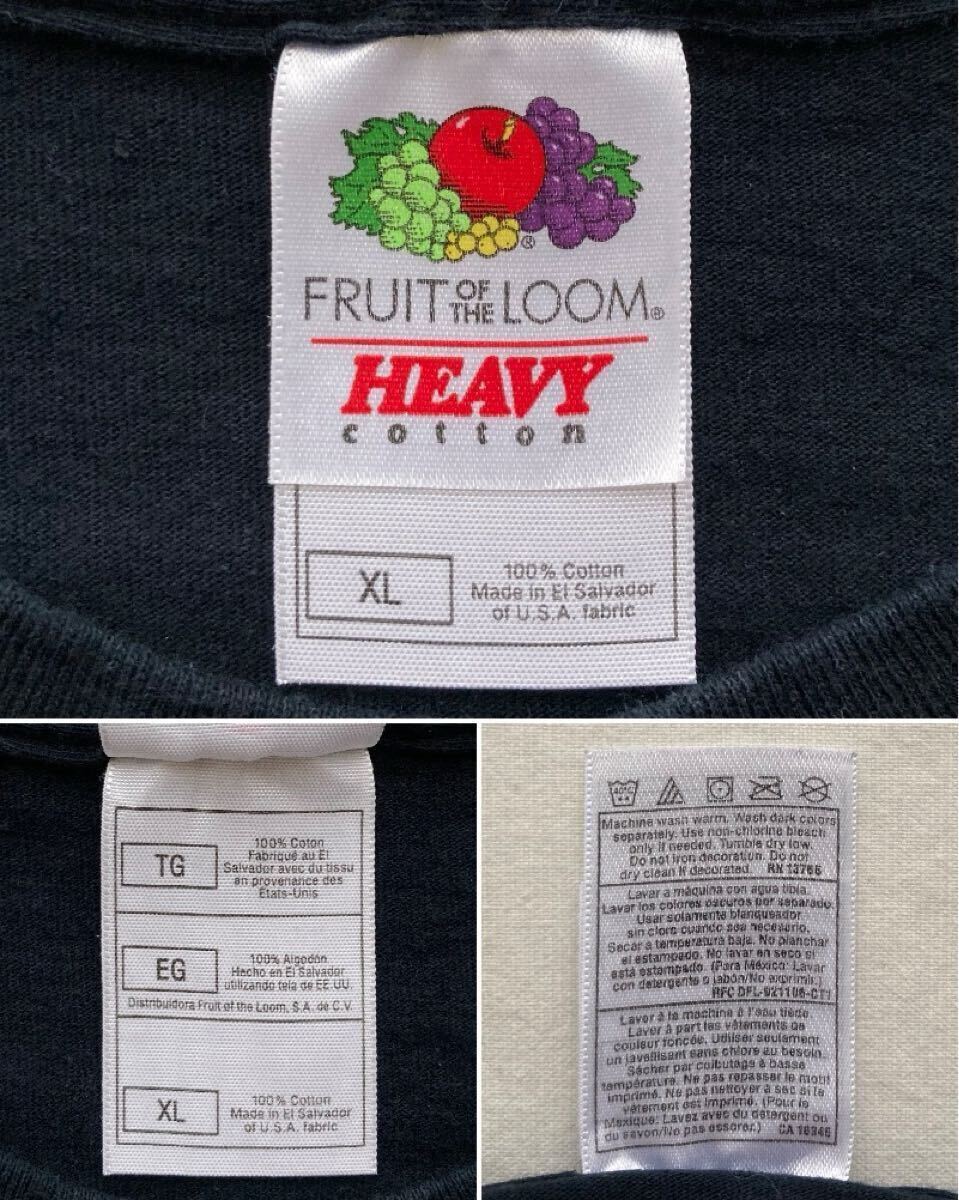 FRUIT OF THE LOOM®
HEAVY
cotton
XL
100% Cotton
Made in El Salvador
of U.S.A. fabric
TG
100% Coton
Fabriqué au El
Salvador avec du tissu
en provenance des
États-Unis
EG
100% Algodón
Hecho en El Salvador
utilizando tela de EE.UU.
Distribuidora Fruit of the Loom, S.A. de C.V.
XL
100% Cotton
Made in El Salvador
of U.S.A. fabric
40°C
Machine wash warm. Wash dark colors
separately. Use non-chlorine bleach
only if needed. Tumble dry low.
Do not iron decoration. Do not
dry clean if decorated. RN 13765
Lavar a máquina con agua tibia.
Lavar los colores oscuros por separado.
Usar solamente blanqueador
sin cloro cuando sea necesario.
Secar a temperatura baja. No planchar
el estampado. No lavar en seco si
está estampado. (Para México: Lavar
con detergente o jabón/No exprimir.)
RFC DFL-921106-CT1
Laver à la machine à l'eau tiède.
Laver à part les vêtements de
couleur foncée. Utiliser seulement
un javellisant sans chlore au besoin.
Sécher par culbutage à basse
température. Ne pas repasser le motif
imprimé. Ne pas nettoyer à sec si le
vêtement est imprimé. (Pour le
Mexique: Lavez avec du détergent ou
du savon/Ne pas essorer.) CA 16346